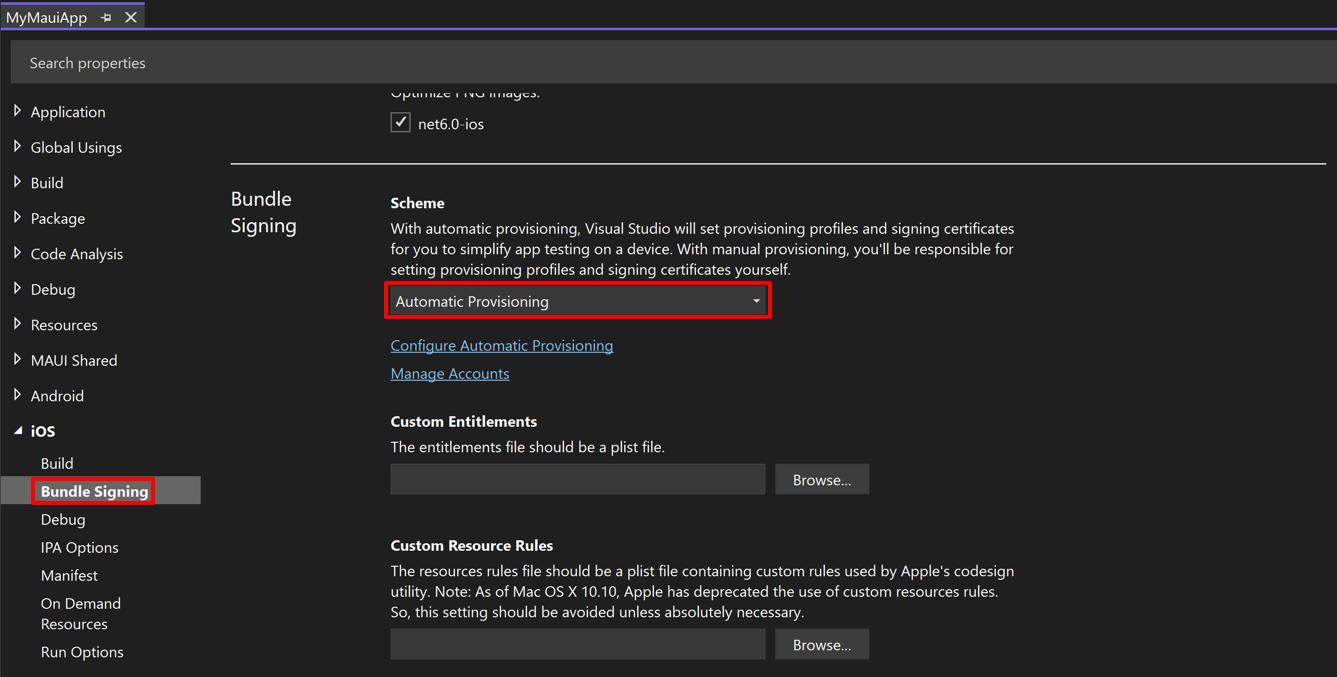 MyMauiApp
Search properties
Application
Global Usings
Build
Package
Code Analysis
Debug
Resources
MAUI Shared
Android
iOS
Build
Bundle Signing
Debug
IPA Options
Manifest
On Demand
Resources
Run Options
Optimize PNG images.
net6.0-ios
Bundle
Signing
Scheme
With automatic provisioning, Visual Studio will set provisioning profiles and signing certificates
for you to simplify app testing on a device. With manual provisioning, you'll be responsible for
setting provisioning profiles and signing certificates yourself.
Automatic Provisioning
Configure Automatic Provisioning
Manage Accounts
Custom Entitlements
The entitlements file should be a plist file.
Browse...
Custom Resource Rules
The resources rules file should be a plist file containing custom rules used by Apple's codesign
utility. Note: As of Mac OS X 10.10, Apple has deprecated the use of custom resources rules.
So, this setting should be avoided unless absolutely necessary.
Browse...